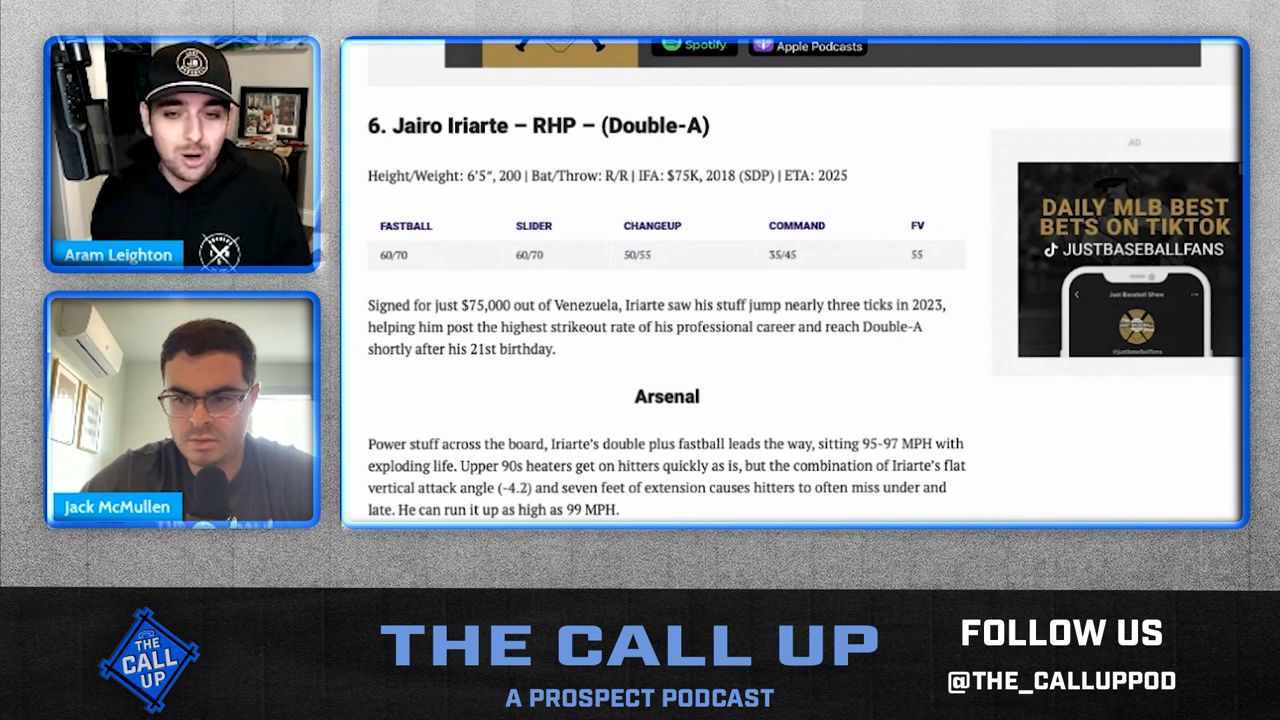 Aram Leighton
Jack McMullen
Spotify
Apple Podcasts
6. Jairo Iriarte – RHP – (Double-A)
Height/Weight: 6'5", 200 | Bat/Throw: R/R | IFA: $75K, 2018 (SDP) | ETA: 2025
FASTBALL SLIDER CHANGEUP COMMAND FV
60/70 60/70 50/55 35/45 55
Signed for just $75,000 out of Venezuela, Iriarte saw his stuff jump nearly three ticks in 2023,
helping him post the highest strikeout rate of his professional career and reach Double-A
shortly after his 21st birthday.
Arsenal
Power stuff across the board, Iriarte's double plus fastball leads the way, sitting 95-97 MPH with
exploding life. Upper 90s heaters get on hitters quickly as is, but the combination of Iriarte's flat
vertical attack angle (-4.2) and seven feet of extension causes hitters to often miss under and
late. He can run it up as high as 99 MPH.
AD
DAILY MLB BEST
BETS ON TIKTOK
JUSTBASEBALLFANS
Just Baseball Show
JUST BASEBALL
@justbaseballfans
THE
CALL
UP
THE CALL UP
A PROSPECT PODCAST
FOLLOW US
@THE_CALLUPPOD